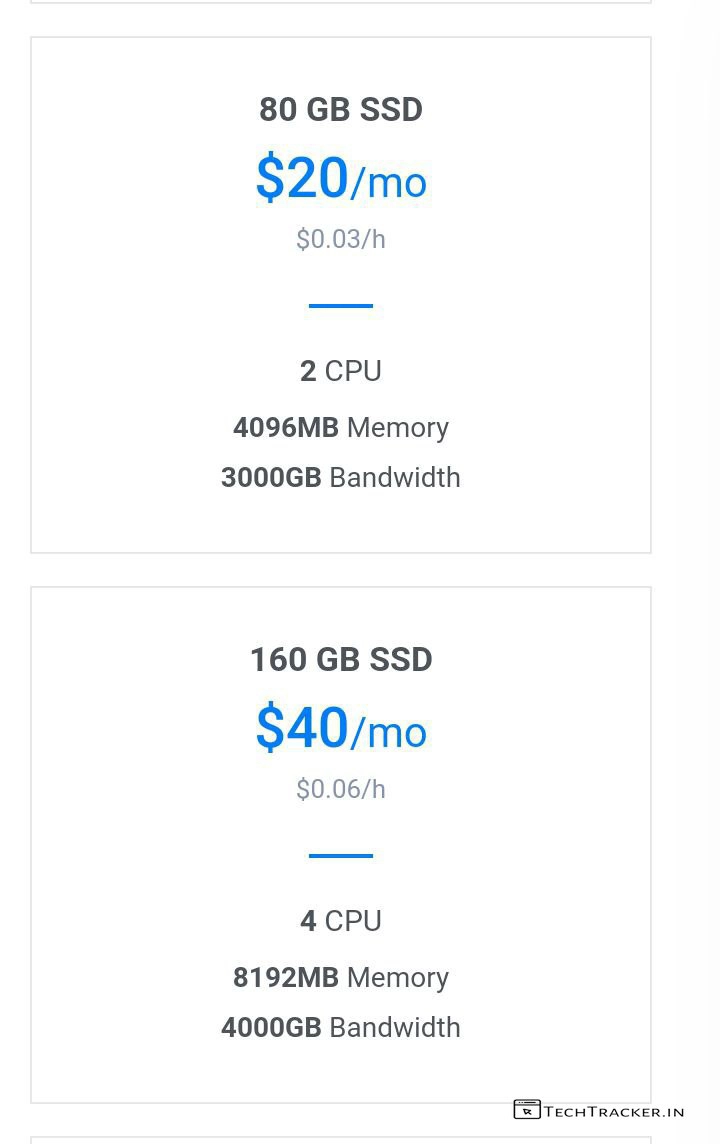 80 GB SSD
$20/mo
$0.03/h
2 CPU
4096MB Memory
3000GB Bandwidth
160 GB SSD
$40/mo
$0.06/h
4 CPU
8192MB Memory
4000GB Bandwidth
TECHTRACKER.IN